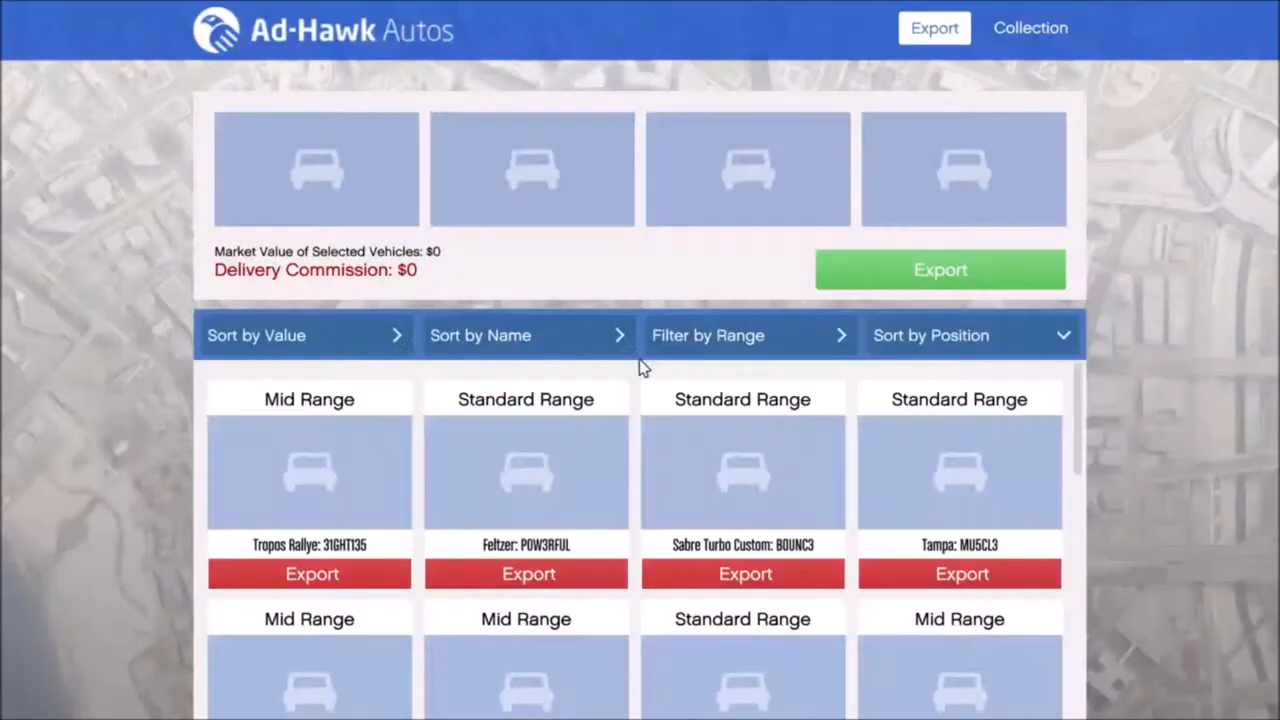 Ad-Hawk Autos
Export
Collection
Market Value of Selected Vehicles: $0
Delivery Commission: $0
Export
Sort by Value
Sort by Name
Filter by Range
Sort by Position
Mid Range
Standard Range
Standard Range
Standard Range
Tropos Rallye: 31GHT135
Feltzer: P0W3RFUL
Sabre Turbo Custom: B0UNC3
Tampa: MU5CL3
Export
Export
Export
Export
Mid Range
Mid Range
Standard Range
Mid Range